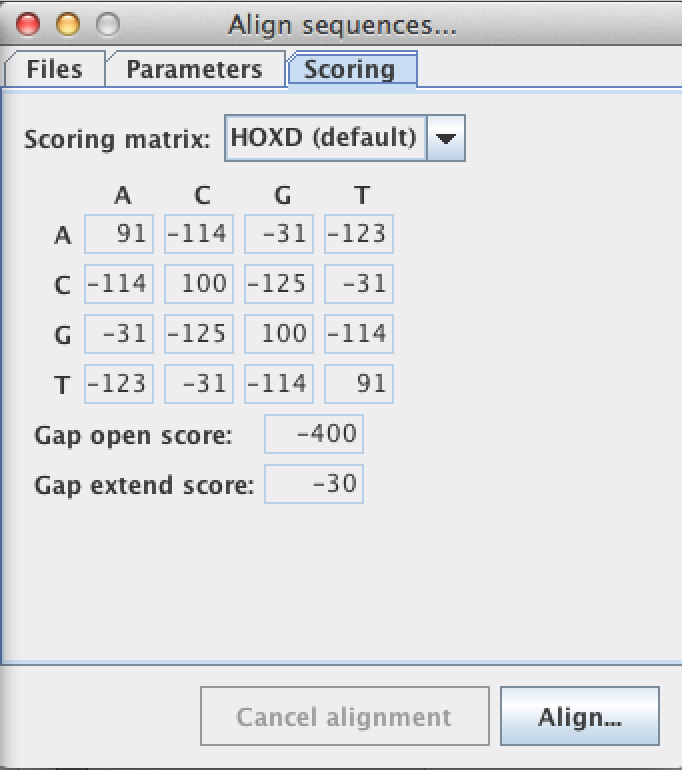 Align sequences...
Files Parameters Scoring
Scoring matrix: HOXD (default)
A C G T
A 91 -114 -31 -123
C -114 100 -125 -31
G -31 -125 100 -114
T -123 -31 -114 91
Gap open score: -400
Gap extend score: -30
Cancel alignment Align...